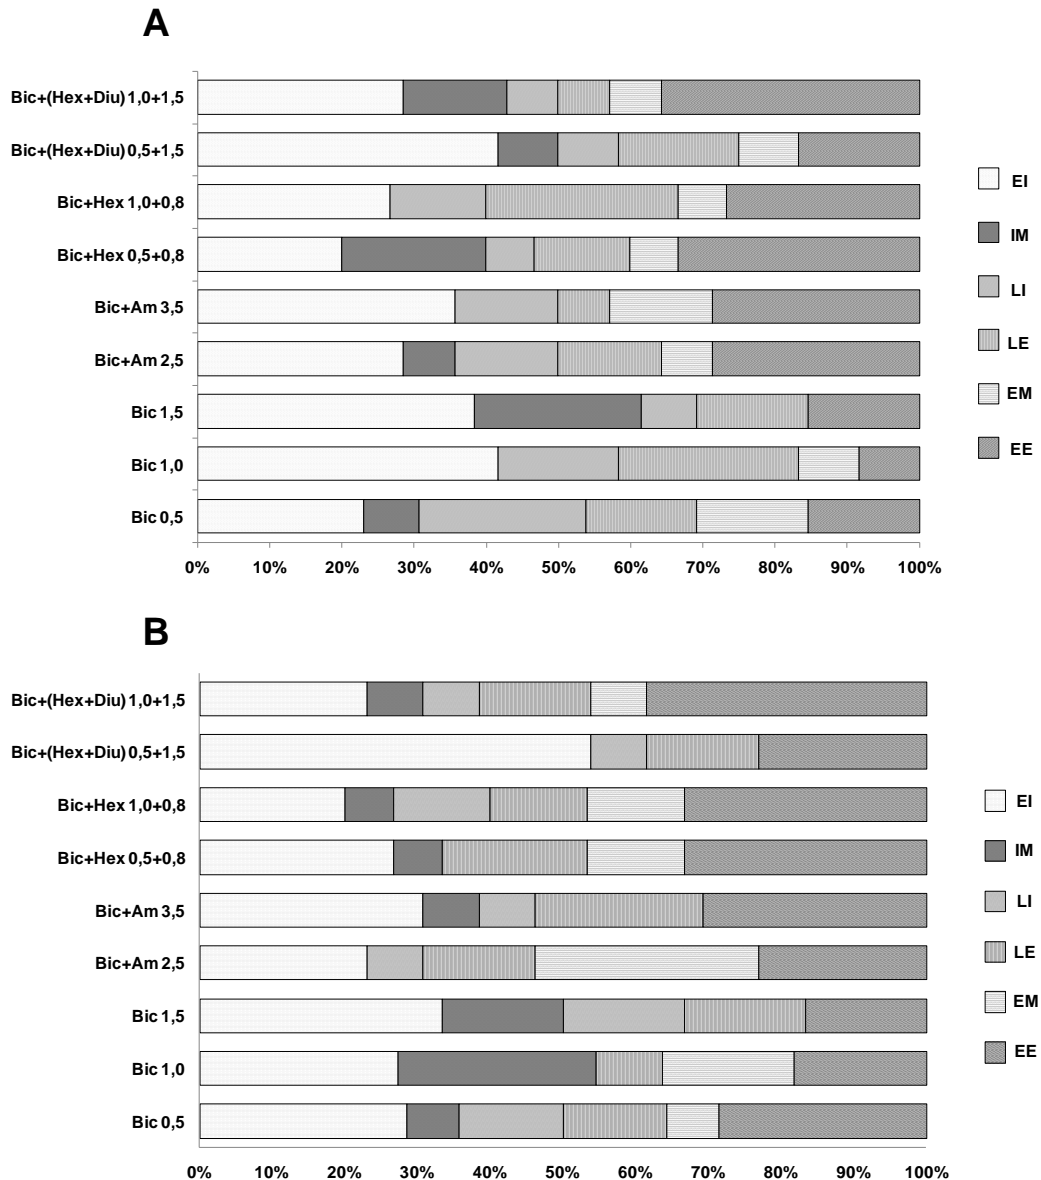 A
Bic+(Hex+Diu) 1,0+1,5
Bic+(Hex+Diu) 0,5+1,5
Bic+Hex 1,0+0,8
Bic+Hex 0,5+0,8
Bic+Am 3,5
Bic+Am 2,5
Bic 1,5
Bic 1,0
Bic 0,5
0% 10% 20% 30% 40% 50% 60% 70% 80% 90% 100%
EI
IM
LI
LE
EM
EE
B
Bic+(Hex+Diu) 1,0+1,5
Bic+(Hex+Diu) 0,5+1,5
Bic+Hex 1,0+0,8
Bic+Hex 0,5+0,8
Bic+Am 3,5
Bic+Am 2,5
Bic 1,5
Bic 1,0
Bic 0,5
0% 10% 20% 30% 40% 50% 60% 70% 80% 90% 100%
EI
IM
LI
LE
EM
EE